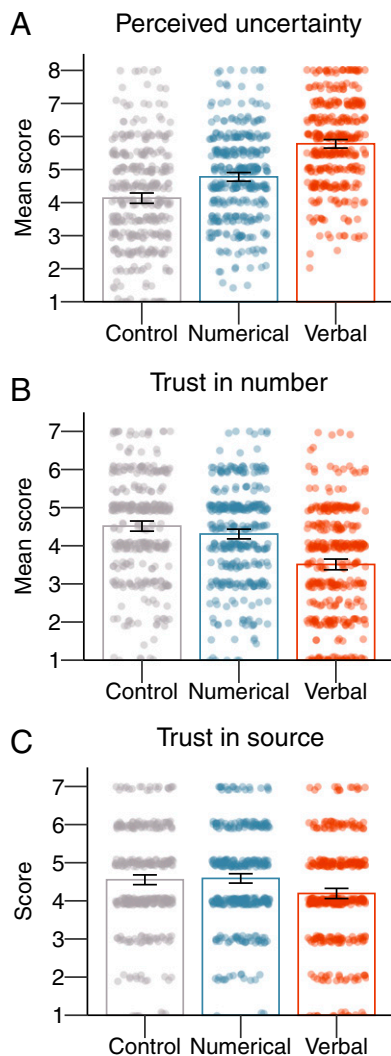 A
Perceived uncertainty
Mean score
8
7
6
5
4
3
2
1
Control Numerical Verbal
B
Trust in number
Mean score
7
6
5
4
3
2
1
Control Numerical Verbal
C
Trust in source
Score
7
6
5
4
3
2
1
Control Numerical Verbal